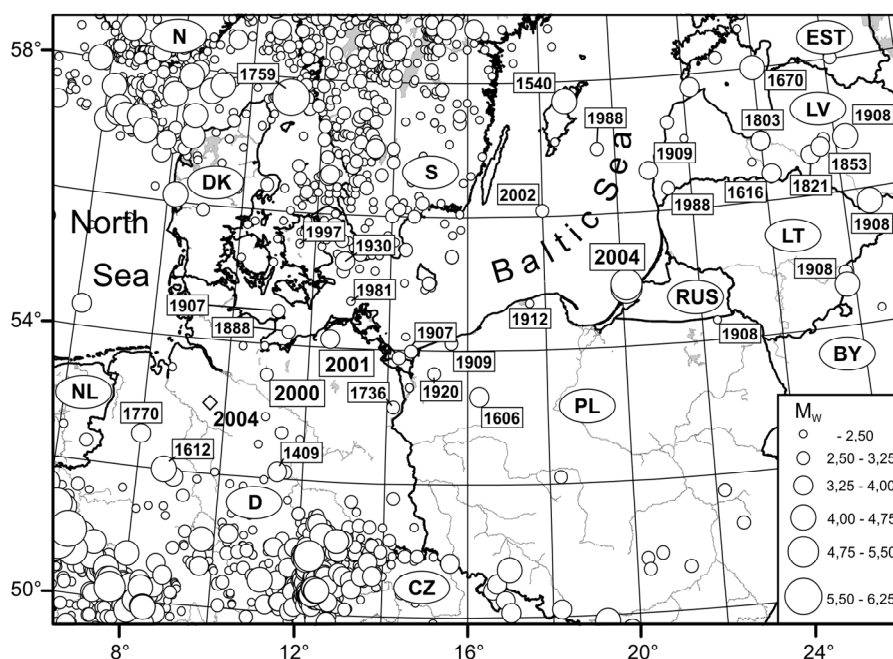 58°
N
EST
1759
1540
1670
LV
1988
1803
1908
1909
S
DK
2002
1616
1821
1853
1988
1908
North
Sea
Baltic Sea
1997
1930
LT
2004
1908
1981
RUS
1907
1912
54°
1888
1907
1908
2001
1909
BY
NL
2000
1736
1920
PL
2004
1606
1770
1612
1409
D
M_W
- 2,50
2,50 - 3,25
3,25 - 4,00
4,00 - 4,75
4,75 - 5,50
5,50 - 6,25
50°
CZ
8°
12°
16°
20°
24°